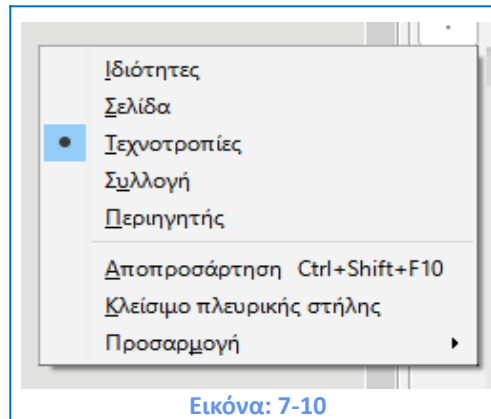 Ιδιότητες
Σελίδα
Τεχνοτροπίες
Συλλογή
Περιηγητής
Αποπροσάρτηση Ctrl+Shift+F10
Κλείσιμο πλευρικής στήλης
Προσαρμογή
Εικόνα: 7-10